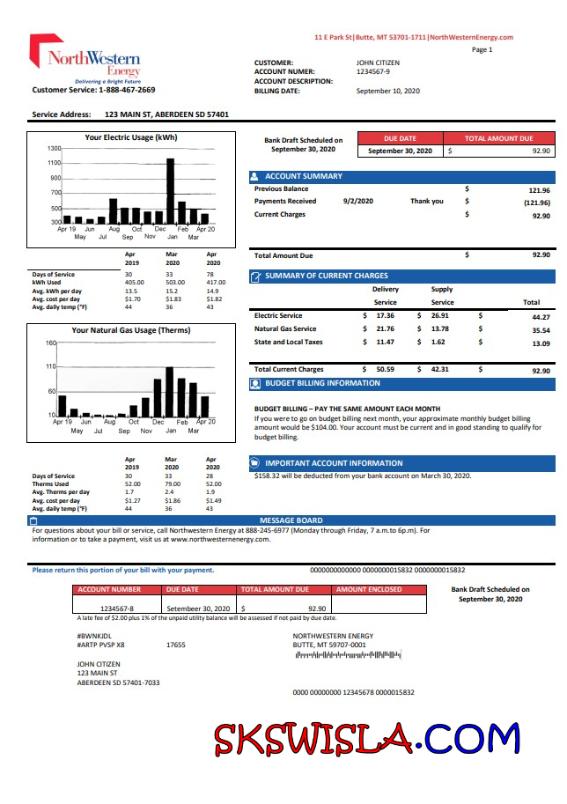 11 E Park St|Butte, MT 53701-1711|NorthWesternEnergy.com
Page 1
NorthWestern
Energy
Delivering a Bright Future
Customer Service: 1-888-467-2669
CUSTOMER: JOHN CITIZEN
ACCOUNT NUMER: 1234567-9
ACCOUNT DESCRIPTION:
BILLING DATE: September 10, 2020
Service Address: 123 MAIN ST, ABERDEEN SD 57401
Your Electric Usage (kWh)
1300
1100
900
700
500
300
Apr 19 Jun Aug Oct Dec Feb Apr 20
May July Sep Nov Jan Mar
Apr Mar Apr
2019 2020 2020
Days of Service 30 33 78
kWh Used 405.00 503.00 417.00
Avg. kWh per day 13.5 15.2 14.9
Avg. cost per day $1.70 $1.83 $1.82
Avg. daily temp (°F) 44 36 43
Your Natural Gas Usage (Therms)
160
110
60
10
Apr 19 Jun Aug Oct Dec Feb Apr 20
May July Sep Nov Jan Mar
Apr Mar Apr
2019 2020 2020
Days of Service 30 33 28
Therms Used 52.00 79.00 52.00
Avg. Therms per day 1.7 2.4 1.9
Avg. cost per day $1.27 $1.86 $1.49
Avg. daily temp (°F) 44 36 43
Bank Draft Scheduled on
September 30, 2020
DUE DATE TOTAL AMOUNT DUE
September 30, 2020 $ 92.90
ACCOUNT SUMMARY
Previous Balance $ 121.96
Payments Received 9/2/2020 Thank you $ (121.96)
Current Charges $ 92.90
Total Amount Due $ 92.90
SUMMARY OF CURRENT CHARGES
Delivery Supply
Service Service Total
Electric Service $ 17.36 $ 26.91 $ 44.27
Natural Gas Service $ 21.76 $ 13.78 $ 35.54
State and Local Taxes $ 11.47 $ 1.62 $ 13.09
Total Current Charges $ 50.59 $ 42.31 $ 92.90
BUDGET BILLING INFORMATION
BUDGET BILLING – PAY THE SAME AMOUNT EACH MONTH
If you were to go on budget billing next month, your approximate monthly budget billing
amount would be $104.00. Your account must be current and in good standing to qualify for
budget billing.
IMPORTANT ACCOUNT INFORMATION
$158.32 will be deducted from your bank account on March 30, 2020.
MESSAGE BOARD
For questions about your bill or service, call Northwestern Energy at 888-245-6977 (Monday through Friday, 7 a.m.to 6p.m). For
information or to take a payment, visit us at www.northwesternenergy.com.
Please return this portion of your bill with your payment. 0000000000000 0000000000015832 0000000015832
ACCOUNT NUMBER DUE DATE TOTAL AMOUNT DUE AMOUNT ENCLOSED
1234567-8 Setembeer 30, 2020 $ 92.90
Bank Draft Scheduled on
September 30, 2020
A late fee of $2.00 plus 1% of the unpaid utility balance will be assessed if not paid by due date.
#BWNKJDL
#ARTP PVSP X8 17655
JOHN CITIZEN
123 MAIN ST
ABERDEEN SD 57401-7033
NORTHWESTERN ENERGY
BUTTE, MT 59707-0001
0000 00000000 12345678 0000015832
SKSWISLA.COM